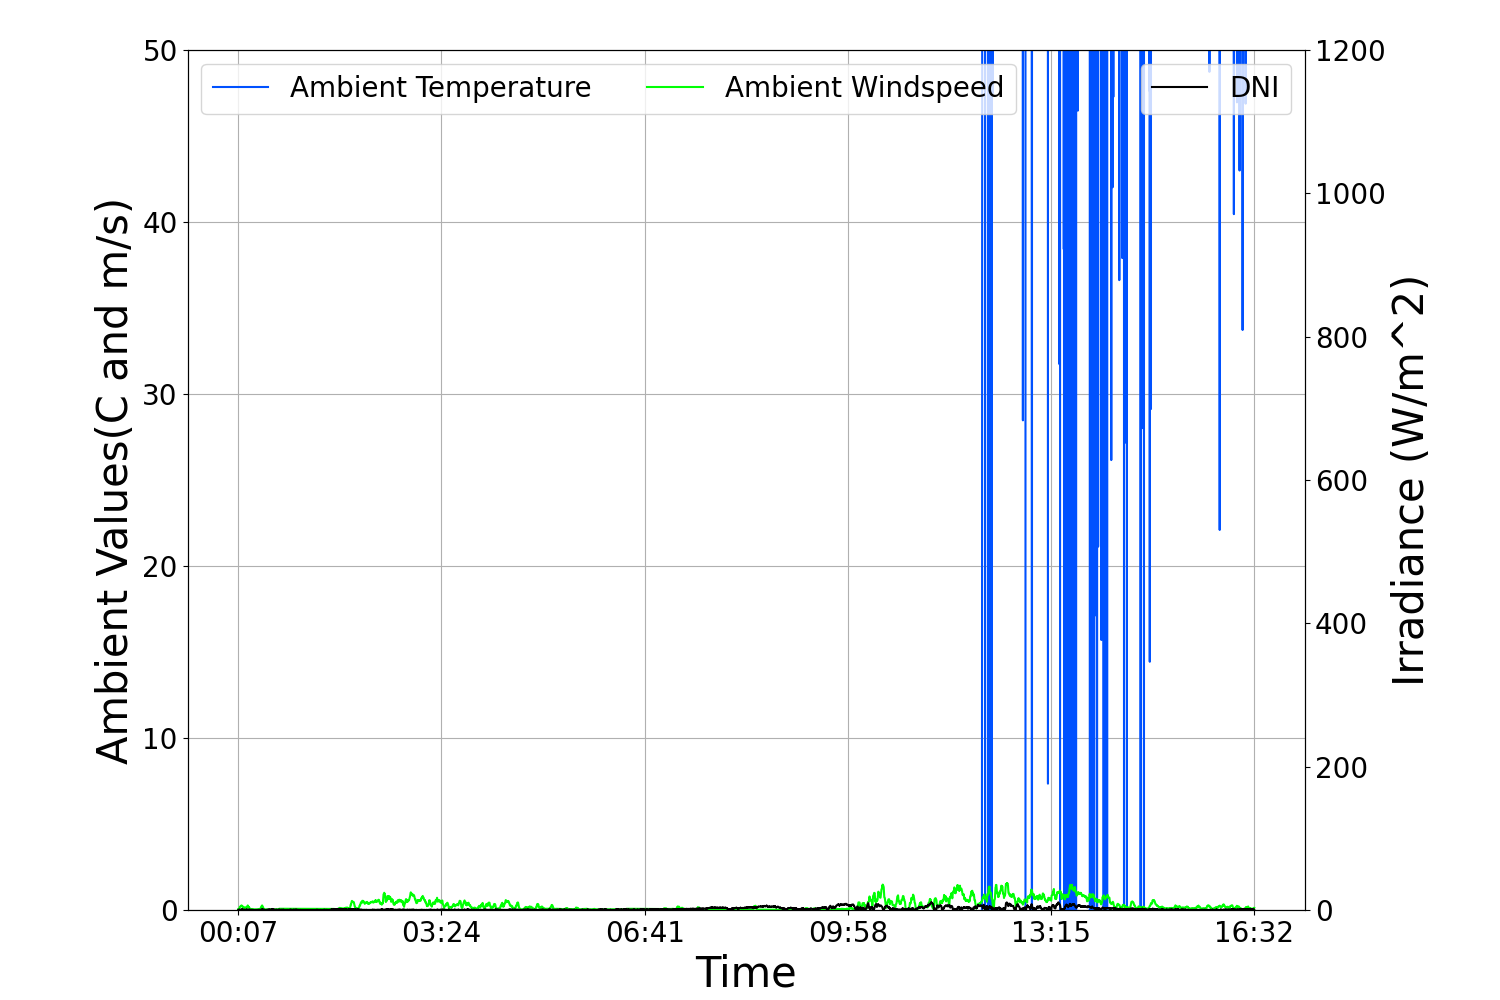 Ambient Temperature Ambient Windspeed DNI
Ambient Values(C and m/s)
50
40
30
20
10
0
1200
1000
800
600
400
200
0
Irradiance (W/m^2)
00:07 03:24 06:41 09:58 13:15 16:32
Time